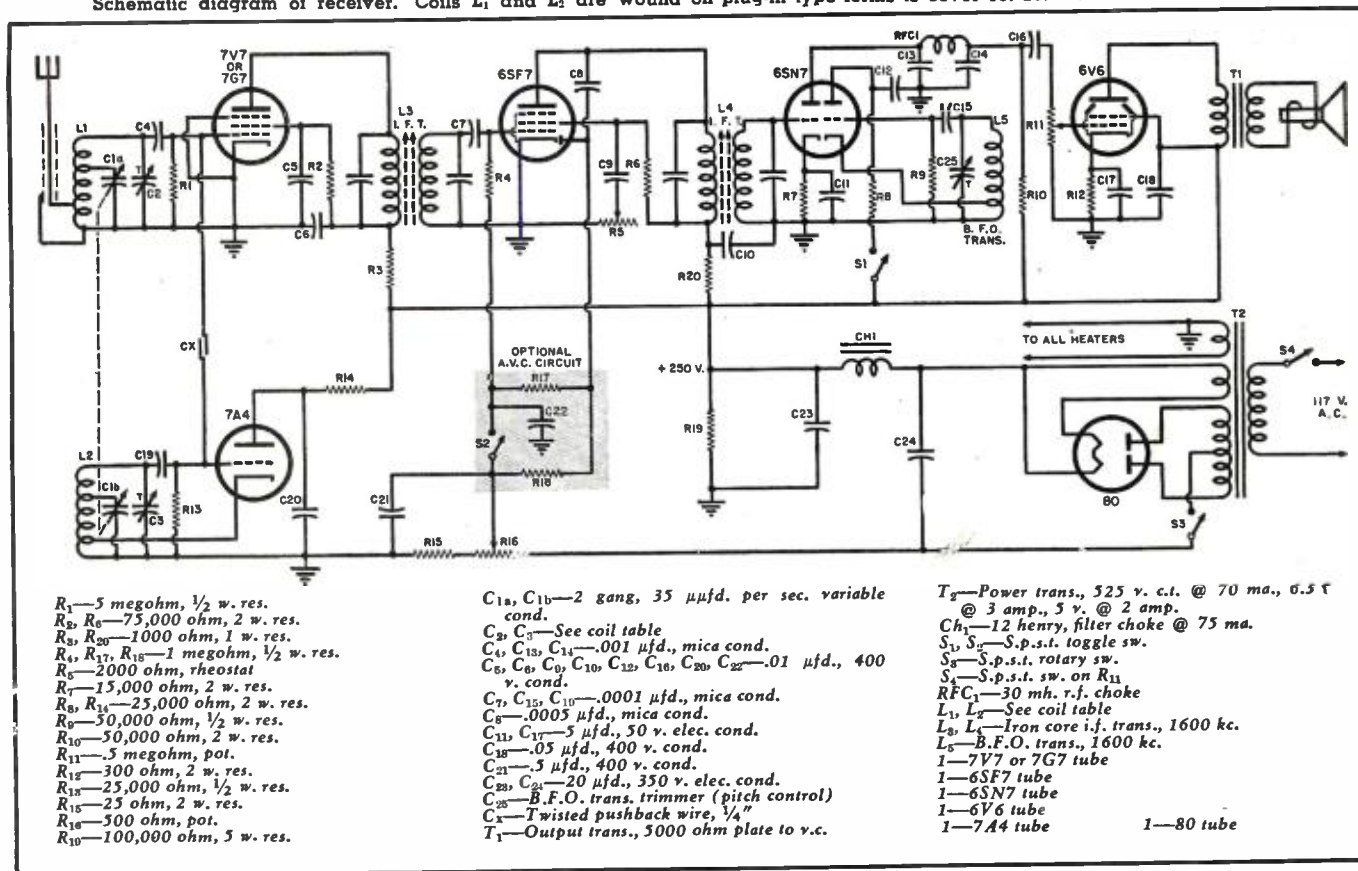 Schematic diagram of receiver. Coils L₁ and L₂ are wound on plug-in type forms to cover
7V7
OR
7G7
L1
C4
C1a
T
C2
R1
C5
R2
C6
L3
I. F. T.
R3
6SF7
C8
C7
R4
C9
R6
R5
L4
I. F. T.
C10
R20
6SN7
C12
R7
C11
R8
S1
RFC1
C13
C14
C15
L5
R9
C25
T
B. F. O.
TRANS.
C16
R11
R10
6V6
R12
C17
C18
T1
CX
7A4
R14
L2
C19
C1b
T
C3
R13
C20
C21
R15
R16
OPTIONAL
A.V.C. CIRCUIT
R17
C22
S2
R18
+ 250 V.
R19
CH1
C23
C24
TO ALL HEATERS
T2
S4
117 V.
A.C.
80
S3
R₁—5 megohm, ½ w. res.
R₂, R₆—75,000 ohm, 2 w. res.
R₃, R₂₀—1000 ohm, 1 w. res.
R₄, R₁₇, R₁₈—1 megohm, ½ w. res.
R₅—2000 ohm, rheostat
R₇—15,000 ohm, 2 w. res.
R₈, R₁₄—25,000 ohm, 2 w. res.
R₉—50,000 ohm, ½ w. res.
R₁₀—50,000 ohm, 2 w. res.
R₁₁—.5 megohm, pot.
R₁₂—300 ohm, 2 w. res.
R₁₃—25,000 ohm, ½ w. res.
R₁₅—25 ohm, 2 w. res.
R₁₆—500 ohm, pot.
R₁₉—100,000 ohm, 5 w. res.
C₁ₐ, C₁b—2 gang, 35 μμfd. per sec. variable
cond.
C₂, C₃—See coil table
C₄, C₁₃, C₁₄—.001 μfd., mica cond.
C₅, C₆, C₉, C₁₀, C₁₂, C₁₆, C₂₀, C₂₂—.01 μfd., 400
v. cond.
C₇, C₁₅, C₁₉—.0001 μfd., mica cond.
C₈—.0005 μfd., mica cond.
C₁₁, C₁₇—5 μfd., 50 v. elec. cond.
C₁₈—.05 μfd., 400 v. cond.
C₂₁—.5 μfd., 400 v. cond.
C₂₃, C₂₄—20 μfd., 350 v. elec. cond.
C₂₅—B.F.O. trans. trimmer (pitch control)
Cₓ—Twisted pushback wire, ¼"
T₁—Output trans., 5000 ohm plate to v.c.
T₂—Power trans., 525 v. c.t. @ 70 ma., 6.3
@ 3 amp., 5 v. @ 2 amp.
Ch₁—12 henry, filter choke @ 75 ma.
S₁, S₂—S.p.s.t. toggle sw.
S₃—S.p.s.t. rotary sw.
S₄—S.p.s.t. sw. on R₁₁
RFC₁—30 mh. r.f. choke
L₁, L₂—See coil table
L₃, L₄—Iron core i.f. trans., 1600 kc.
L₅—B.F.O. trans., 1600 kc.
1—7V7 or 7G7 tube
1—6SF7 tube
1—6SN7 tube
1—6V6 tube
1—7A4 tube 1—80 tube